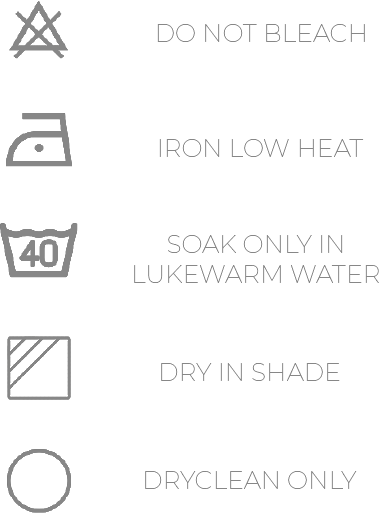 DO NOT BLEACH
IRON LOW HEAT
40
SOAK ONLY IN
LUKEWARM WATER
DRY IN SHADE
DRYCLEAN ONLY